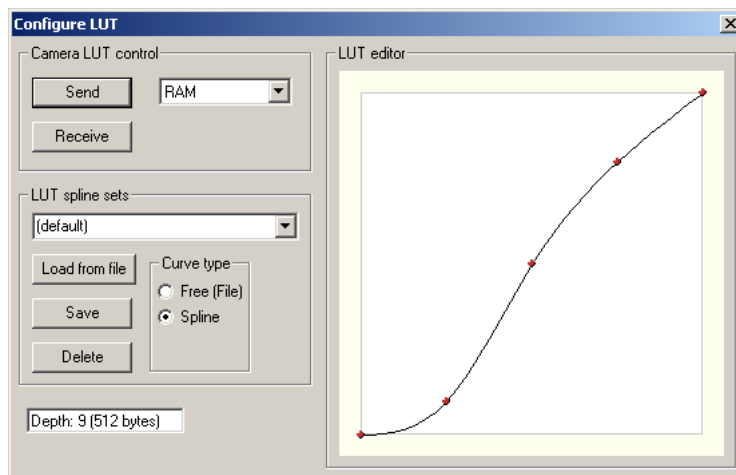 Configure LUT
Camera LUT control
Send
RAM
Receive
LUT spline sets
(default)
Load from file
Save
Delete
Curve type
Free (File)
Spline
Depth: 9 (512 bytes)
LUT editor